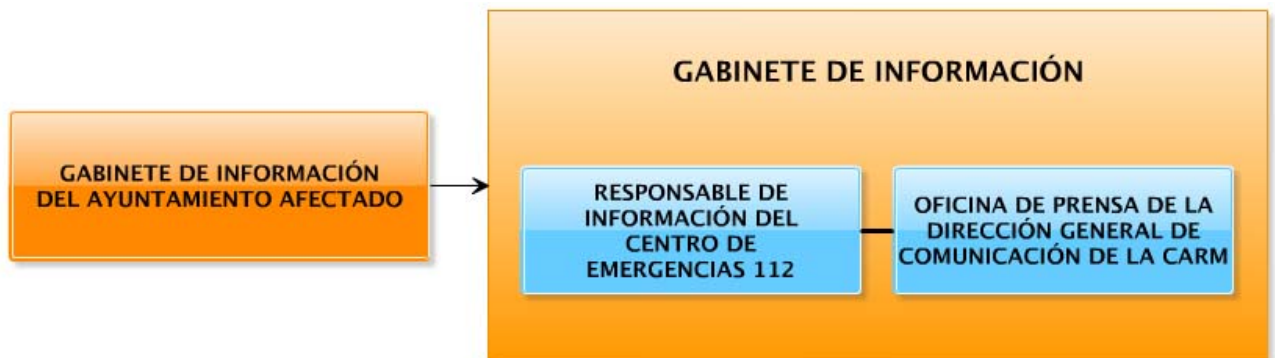 GABINETE DE INFORMACIÓN
DEL AYUNTAMIENTO AFECTADO
GABINETE DE INFORMACIÓN
RESPONSABLE DE
INFORMACIÓN DEL
CENTRO DE
EMERGENCIAS 112
OFICINA DE PRENSA DE LA
DIRECCIÓN GENERAL DE
COMUNICACIÓN DE LA CARM